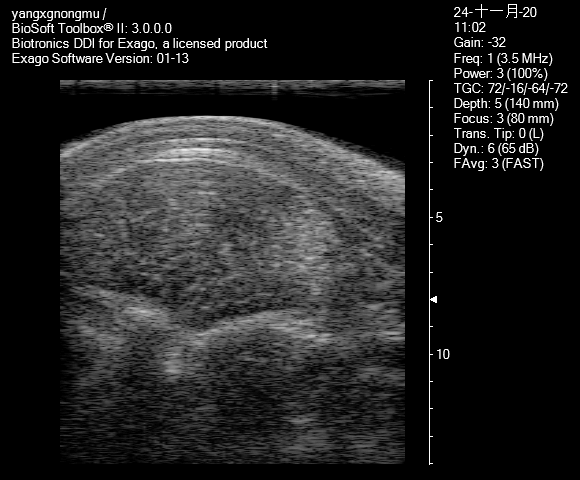 yangxgnongmu /
BioSoft Toolbox® II: 3.0.0.0
Biotronics DDI for Exago, a licensed product
Exago Software Version: 01-13
24-十一月-20
11:02
Gain: -32
Freq: 1 (3.5 MHz)
Power: 3 (100%)
TGC: 72/-16/-64/-72
Depth: 5 (140 mm)
Focus: 3 (80 mm)
Trans. Tip: 0 (L)
Dyn.: 6 (65 dB)
FAvg: 3 (FAST)
5
10